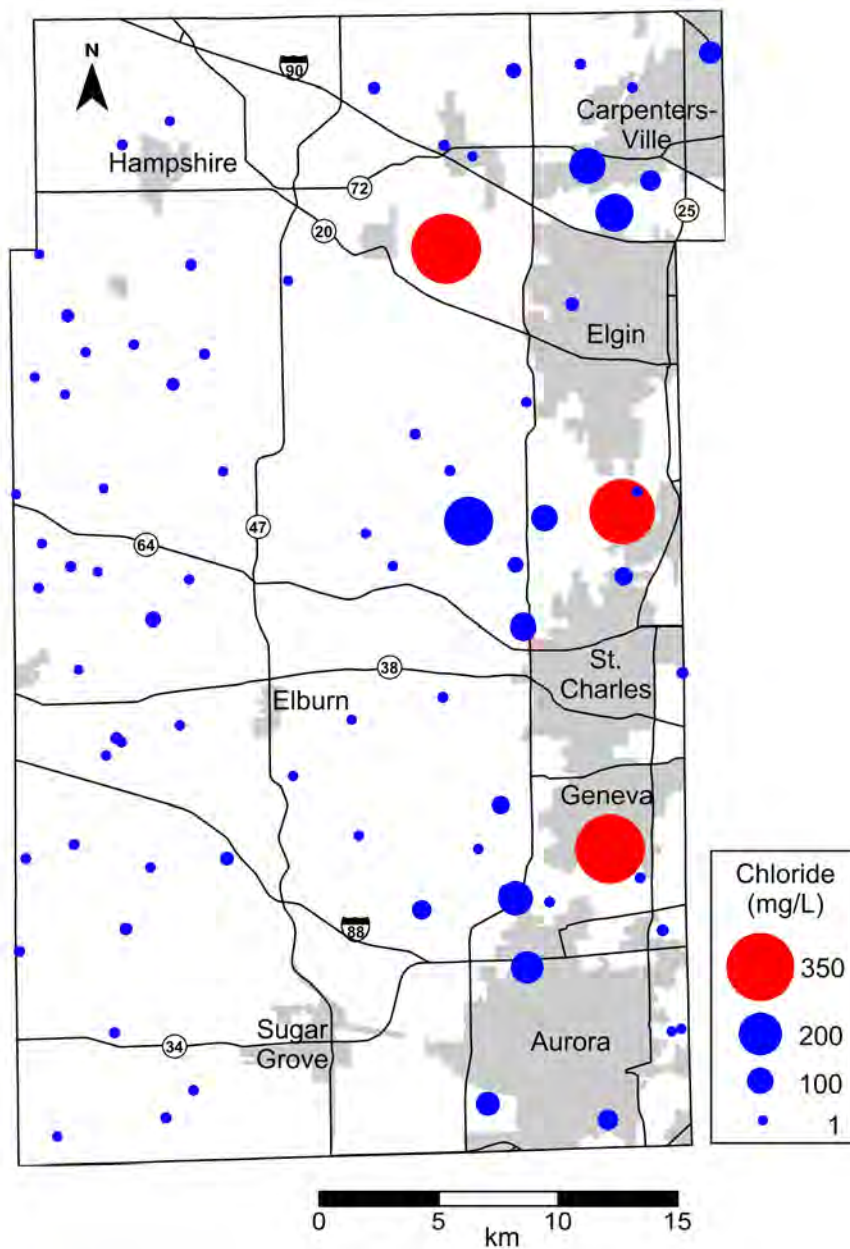 N
90
Carpenters-
Ville
Hampshire
72
20
25
Elgin
47
64
38
St.
Charles
Elburn
Geneva
88
Sugar
Grove
Aurora
34
Chloride
(mg/L)
350
200
100
1
0 5 10 15
km